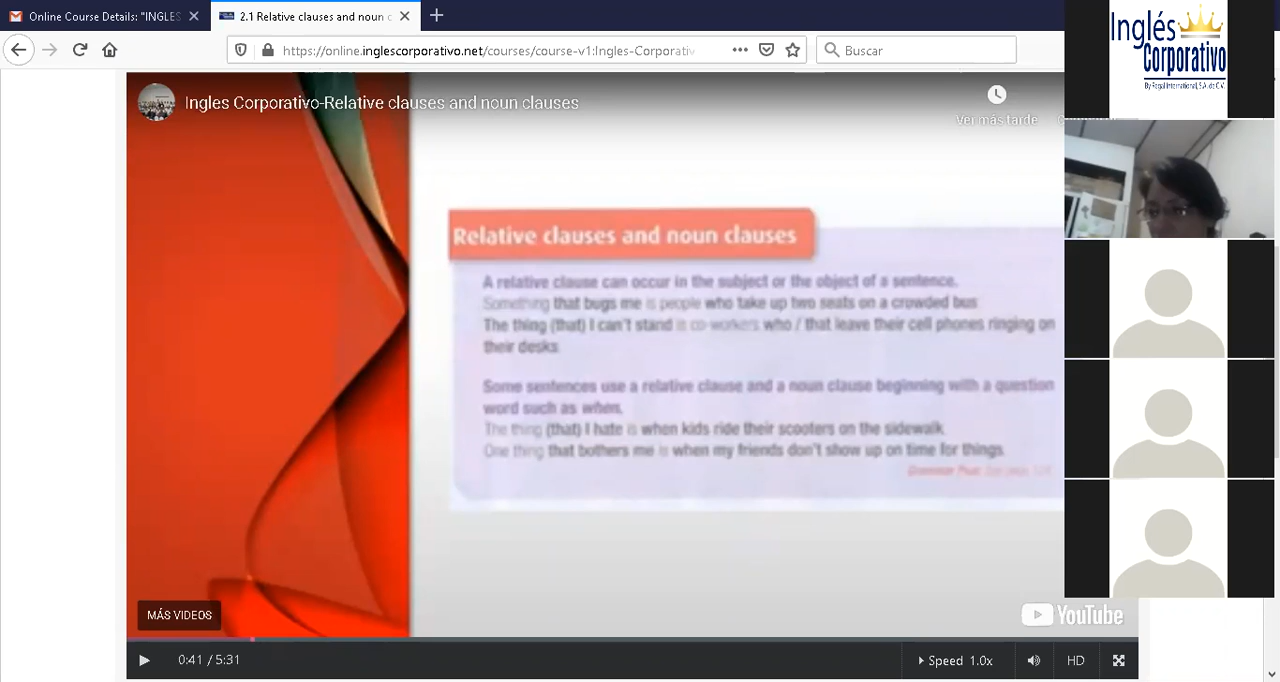 Online Course Details: "INGLES
2.1 Relative clauses and noun c
https://online.inglescorporativo.net/courses/course-v1:Ingles-Corporativ
Buscar
Inglés
Corporativo
By Regal International, S.A. de C.V.
Ingles Corporativo-Relative clauses and noun clauses
Ver más tarde
Relative clauses and noun clauses
A relative clause can occur in the subject or the object of a sentence.
Something that bugs me is people who take up two seats on a crowded bus
The thing (that) I can't stand is co-workers who / that leave their cell phones ringing on
their desks
Some sentences use a relative clause and a noun clause beginning with a question
word such as when.
The thing (that) I hate is when kids ride their scooters on the sidewalk
One thing that bothers me is when my friends don't show up on time for things
Grammar Plus
MÁS VIDEOS
YouTube
0:41 / 5:31
Speed 1.0x
HD